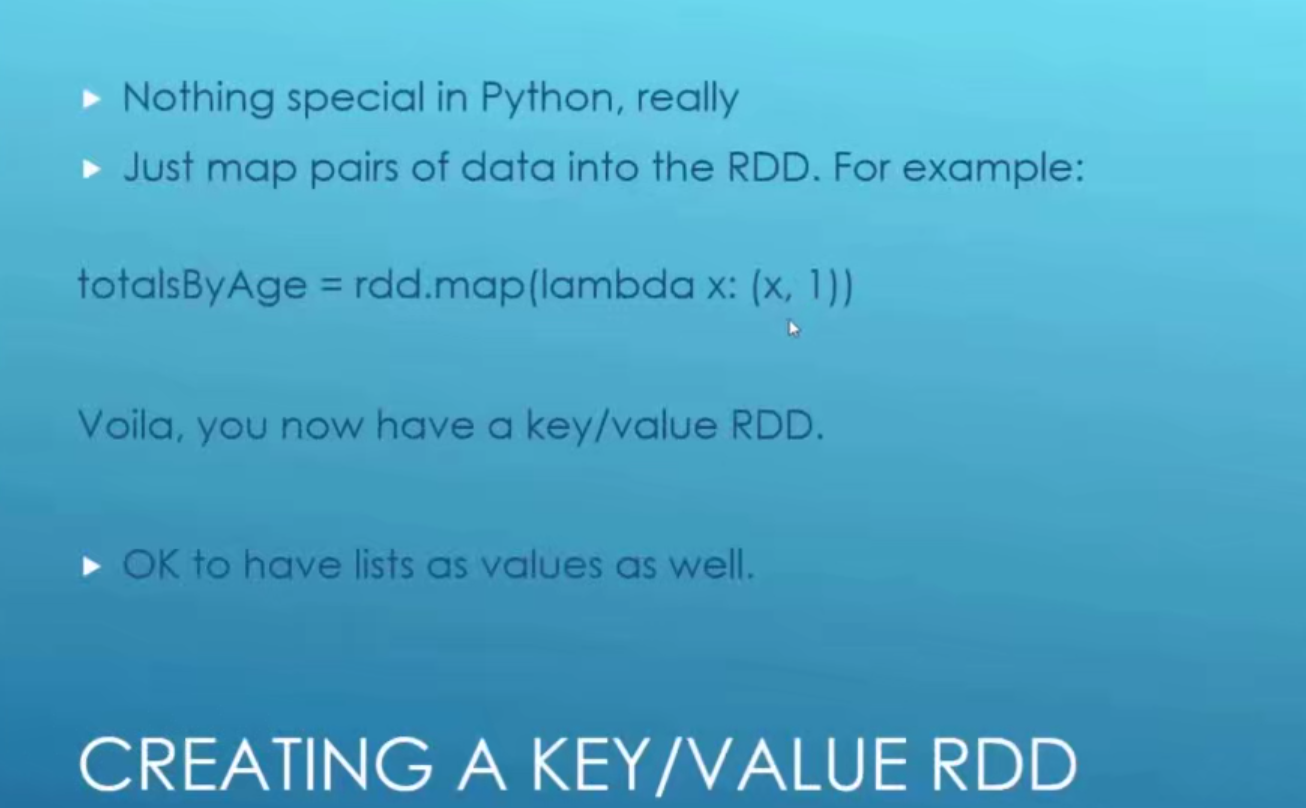 Nothing special in Python, really
Just map pairs of data into the RDD. For example:
totalsByAge = rdd.map(lambda x: (x, 1))
Voila, you now have a key/value RDD.
OK to have lists as values as well.
CREATING A KEY/VALUE RDD